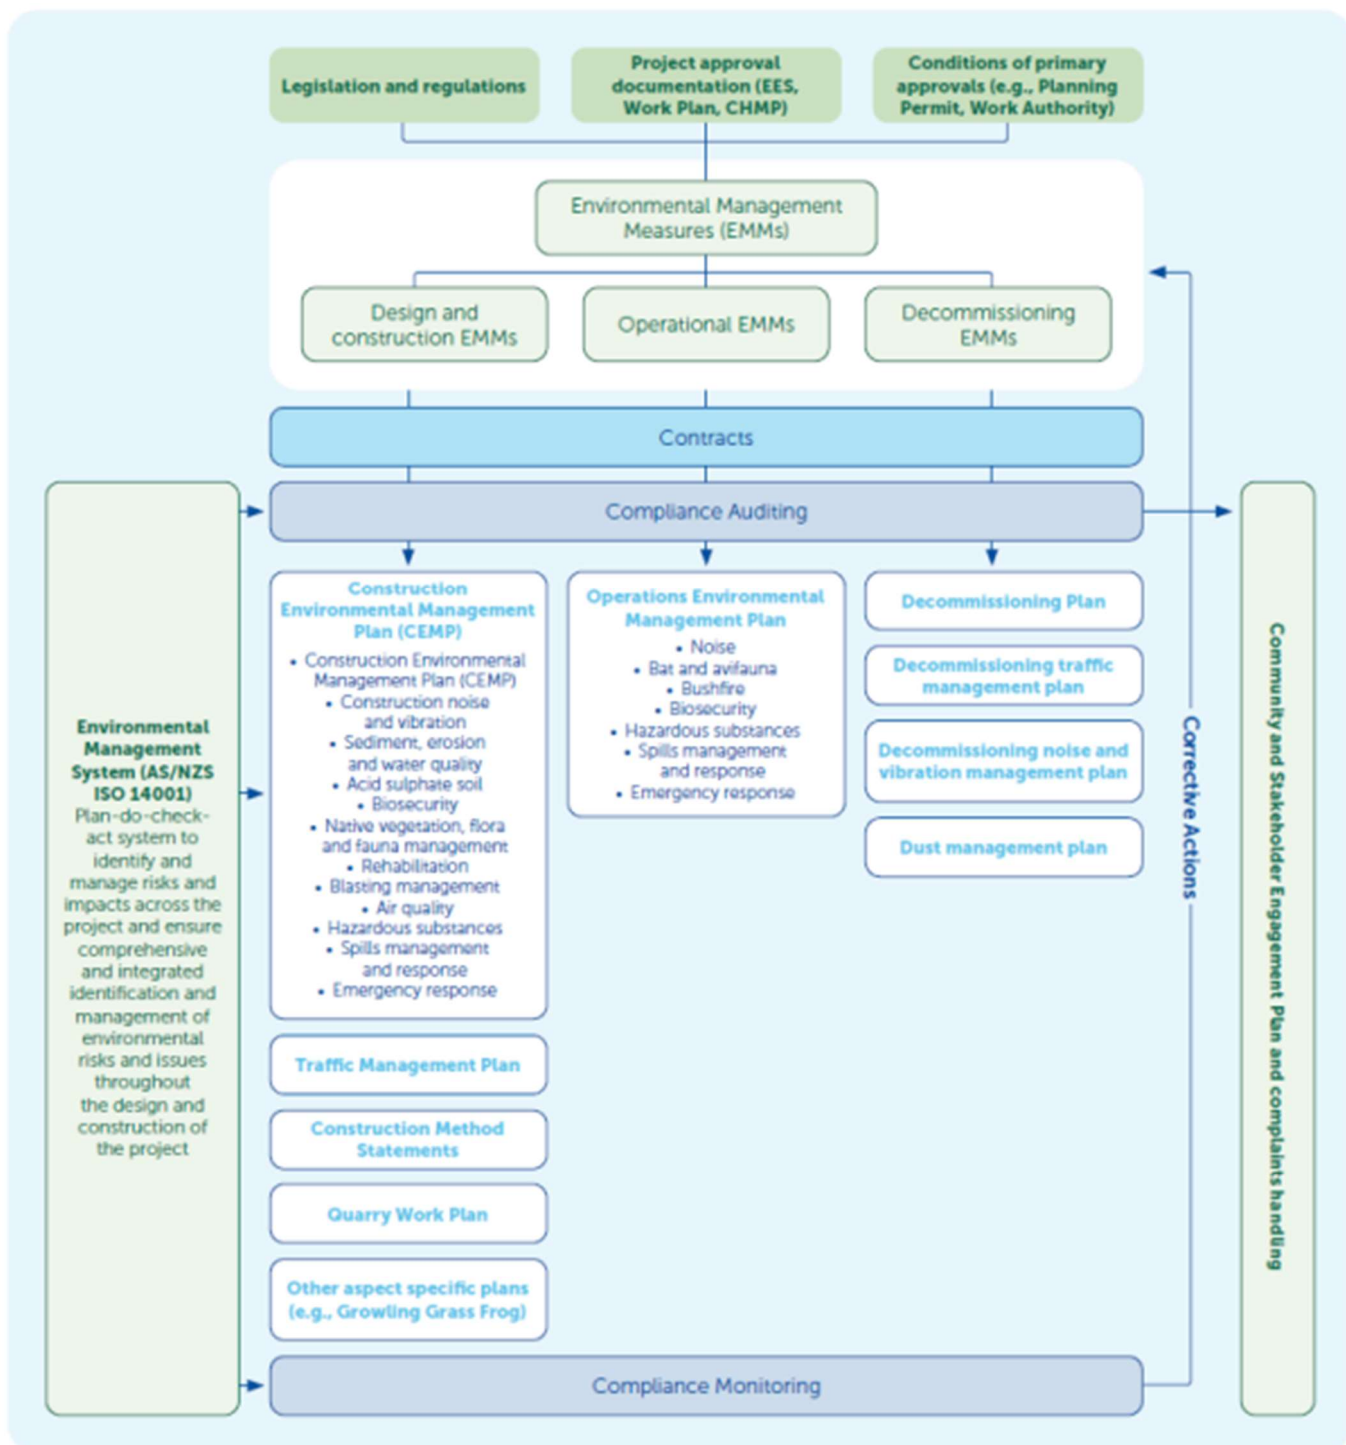 Legislation and regulations
Project approval
documentation (EES,
Work Plan, CHMP)
Conditions of primary
approvals (e.g., Planning
Permit, Work Authority)
Environmental Management
Measures (EMMs)
Design and
construction EMMs
Operational EMMs
Decommissioning
EMMs
Contracts
Compliance Auditing
Environmental
Management
System (AS/NZS
ISO 14001)
Plan-do-check-
act system to
identify and
manage risks and
impacts across the
project and ensure
comprehensive
and integrated
identification and
management of
environmental
risks and issues
throughout
the design and
construction of
the project
Construction
Environmental Management
Plan (CEMP)
• Construction Environmental
Management Plan (CEMP)
• Construction noise
and vibration
• Sediment, erosion
and water quality
• Acid sulphate soil
• Biosecurity
• Native vegetation, flora
and fauna management
• Rehabilitation
• Blasting management
• Air quality
• Hazardous substances
• Spills management
and response
• Emergency response
Traffic Management Plan
Construction Method
Statements
Quarry Work Plan
Other aspect specific plans
(e.g., Growling Grass Frog)
Operations Environmental
Management Plan
• Noise
• Bat and avifauna
• Bushfire
• Biosecurity
• Hazardous substances
• Spills management
and response
• Emergency response
Decommissioning Plan
Decommissioning traffic
management plan
Decommissioning noise and
vibration management plan
Dust management plan
Compliance Monitoring
Corrective Actions
Community and Stakeholder Engagement Plan and complaints handling